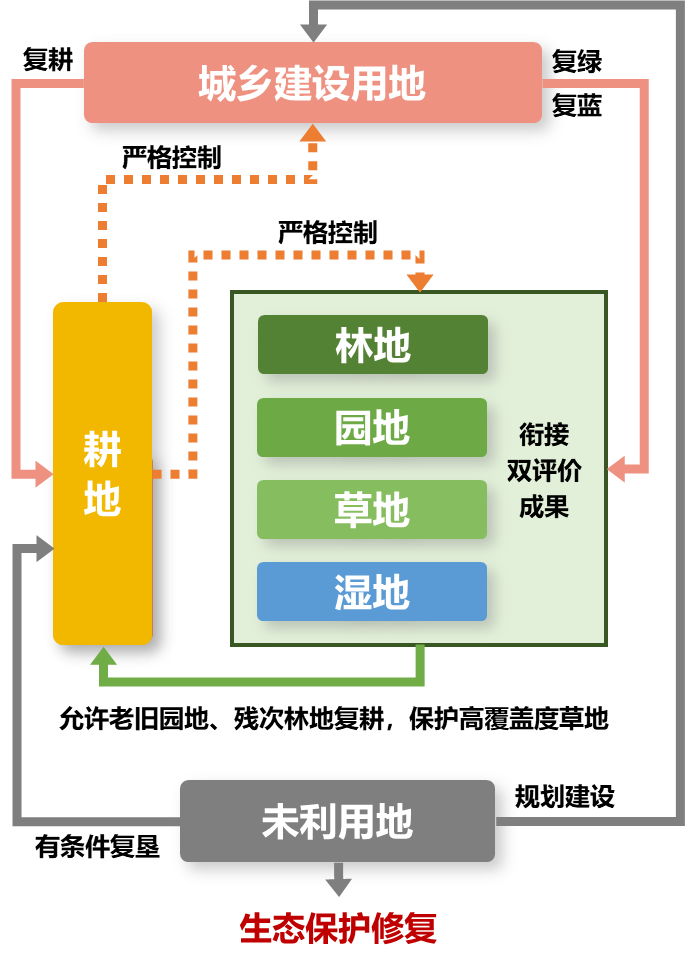 复耕
城乡建设用地
复绿
复蓝
严格控制
严格控制
耕
地
林地
园地
草地
湿地
衔接
双评价
成果
允许老旧园地、残次林地复耕，保护高覆盖度草地
未利用地
规划建设
有条件复垦
生态保护修复